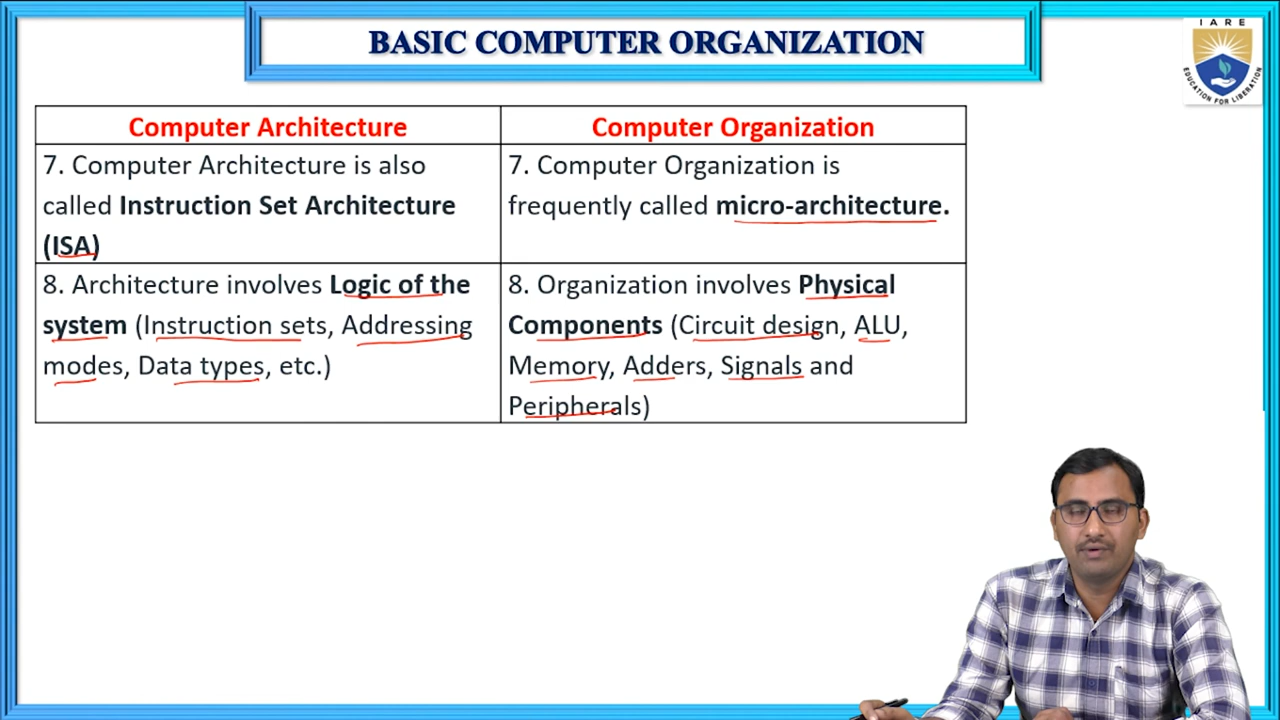 BASIC COMPUTER ORGANIZATION
IARE
EDUCATION FOR LIBERATION
Computer Architecture
Computer Organization
7. Computer Architecture is also
called Instruction Set Architecture
(ISA)
7. Computer Organization is
frequently called micro-architecture.
8. Architecture involves Logic of the
system (Instruction sets, Addressing
modes, Data types, etc.)
8. Organization involves Physical
Components (Circuit design, ALU,
Memory, Adders, Signals and
Peripherals)